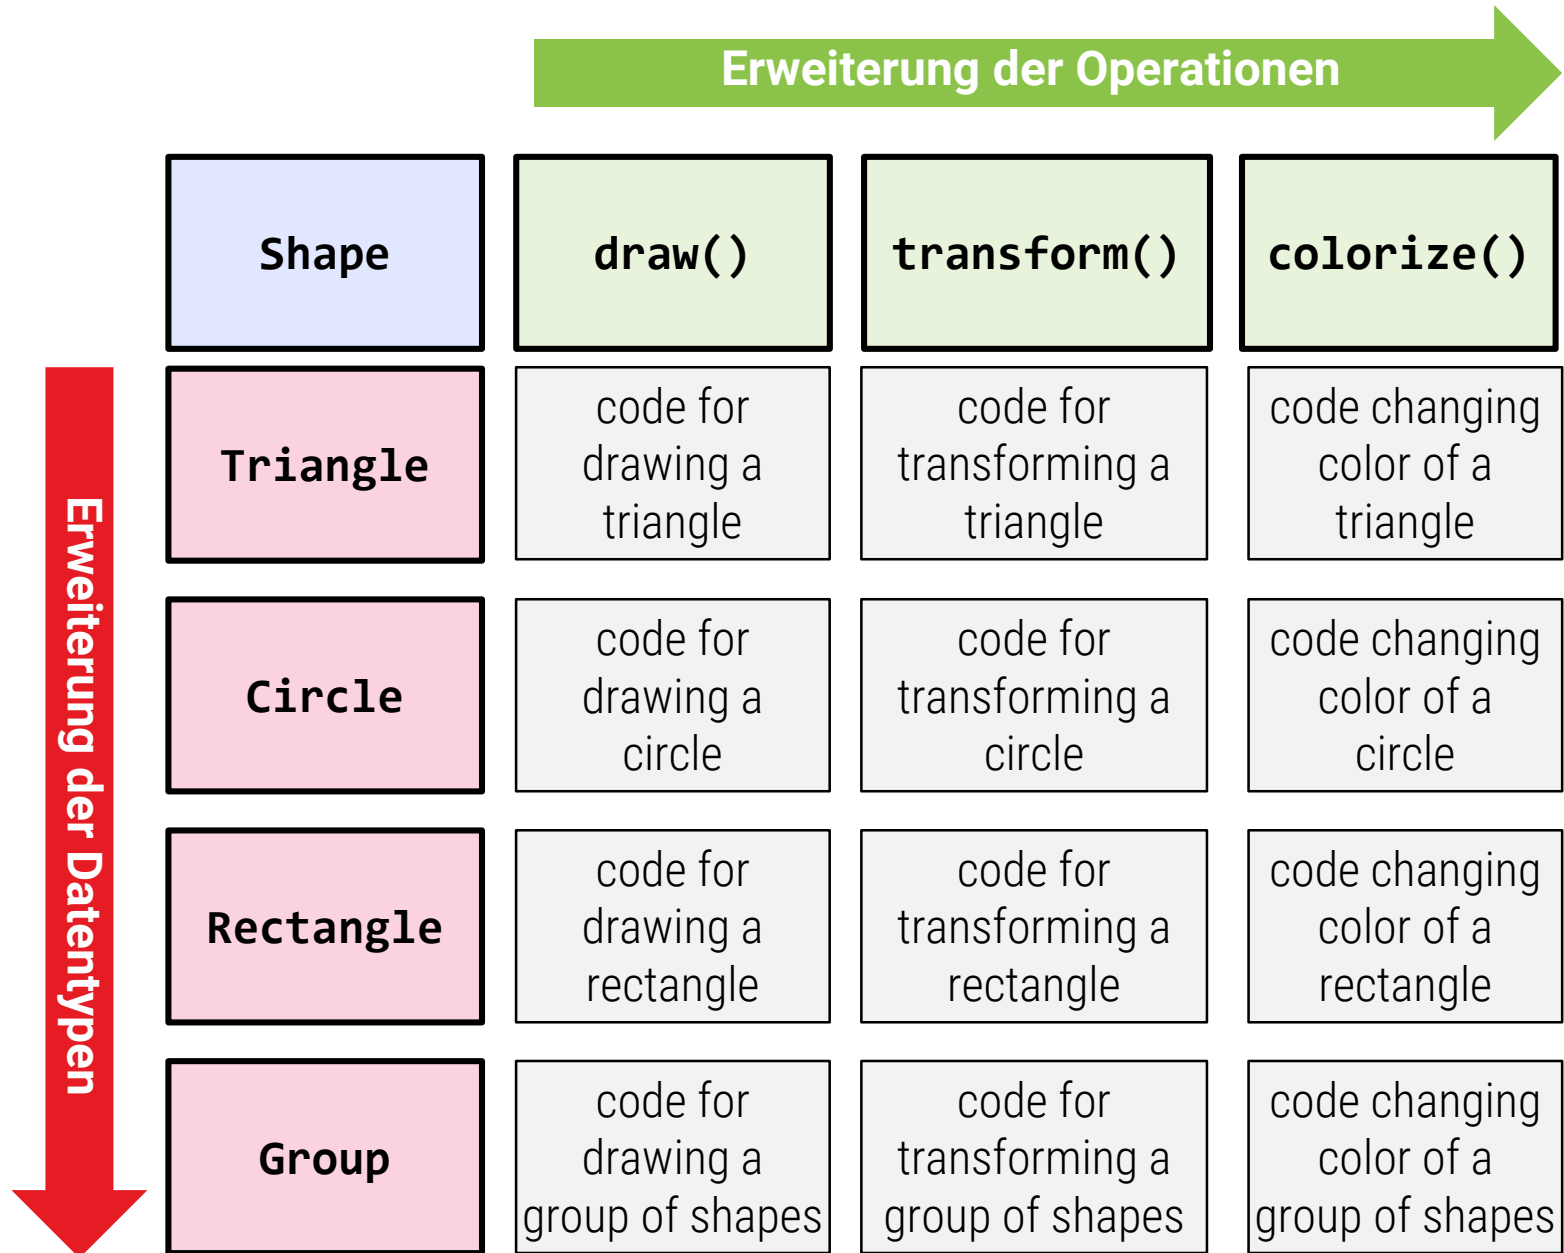 Erweiterung der Operationen
Shape
draw()
transform()
colorize()
Erweiterung der Datentypen
Triangle
code for
drawing a
triangle
code for
transforming a
triangle
code changing
color of a
triangle
Circle
code for
drawing a
circle
code for
transforming a
circle
code changing
color of a
circle
Rectangle
code for
drawing a
rectangle
code for
transforming a
rectangle
code changing
color of a
rectangle
Group
code for
drawing a
group of shapes
code for
transforming a
group of shapes
code changing
color of a
group of shapes